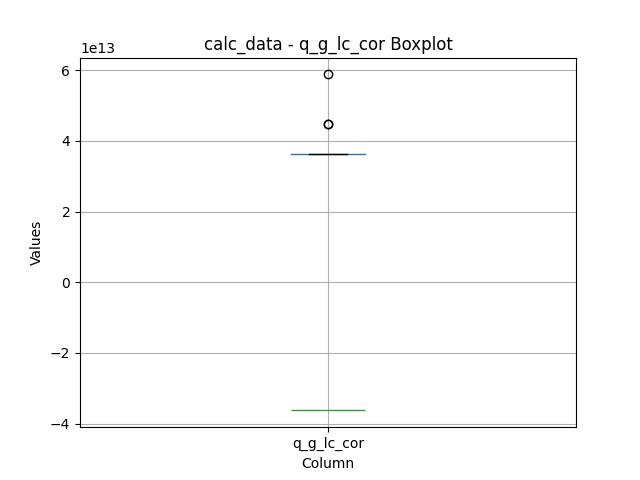 calc_data - q_g_lc_cor Boxplot
1e13
6
4
2
0
−2
−4
Values
q_g_lc_cor
Column